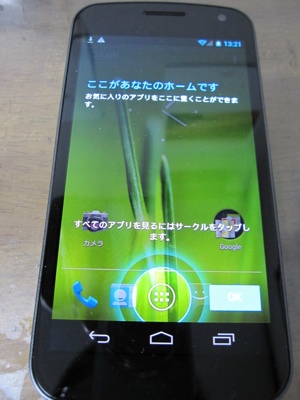 13:21
ここがあなたのホームです
お気に入りのアプリをここに置くことができま
す。
すべてのアプリを見るにはサークルをタップし
ます。
カメラ
Google
OK